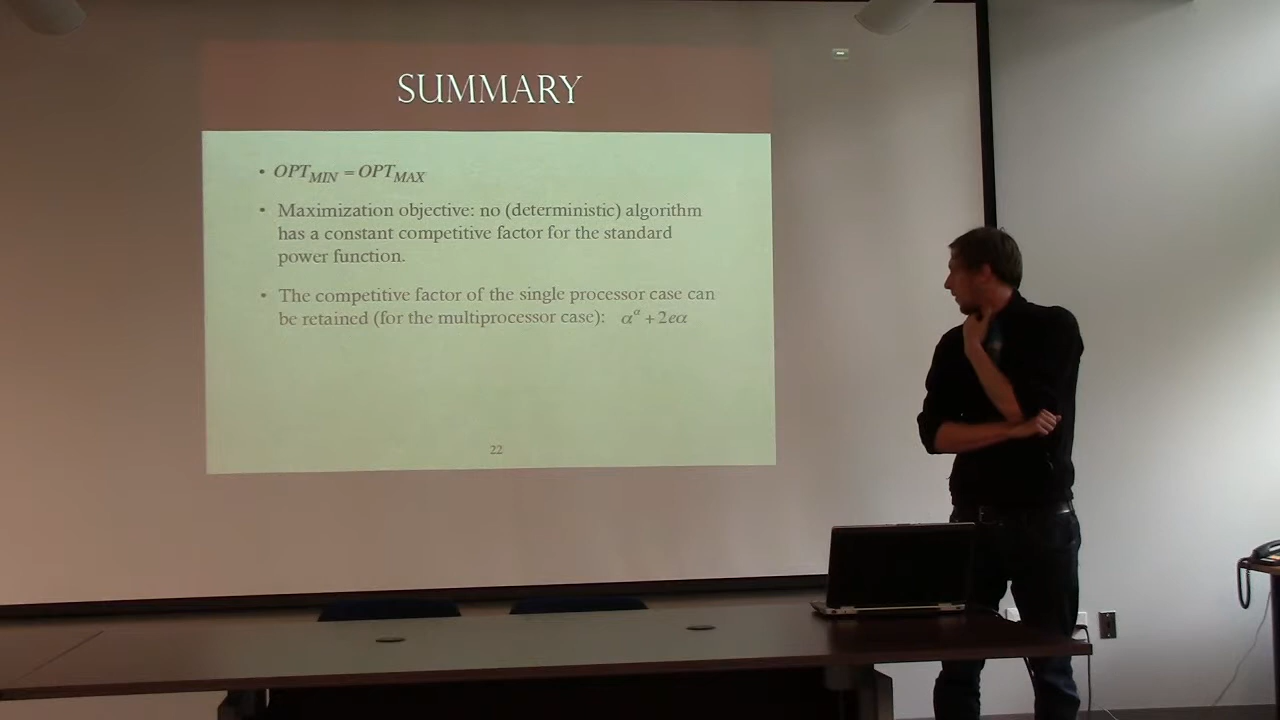 SUMMARY
• OPT_MIN = OPT_MAX
• Maximization objective: no (deterministic) algorithm
has a constant competitive factor for the standard
power function.
• The competitive factor of the single processor case can
be retained (for the multiprocessor case): α^α + 2eα
22